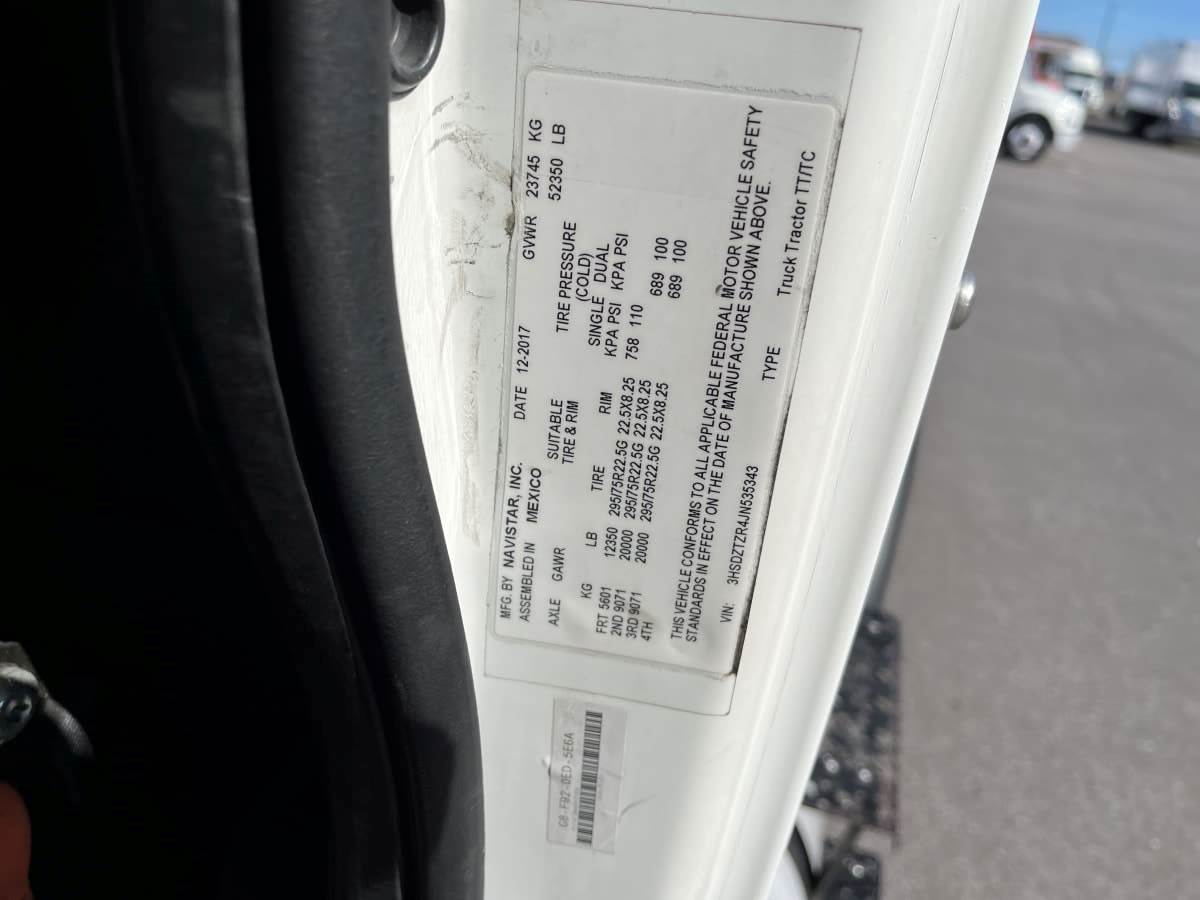 MFG. BY NAVISTAR, INC. DATE 12-2017 GVWR 23745 KG
ASSEMBLED IN MEXICO 52350 LB
SUITABLE TIRE PRESSURE
AXLE GAWR TIRE & RIM (COLD)
SINGLE DUAL
KG LB TIRE RIM KPA PSI KPA PSI
FRT 5601 12350 295/75R22.5G 22.5X8.25 758 110
2ND 9071 20000 295/75R22.5G 22.5X8.25 689 100
3RD 9071 20000 295/75R22.5G 22.5X8.25 689 100
4TH
THIS VEHICLE CONFORMS TO ALL APPLICABLE FEDERAL MOTOR VEHICLE SAFETY
STANDARDS IN EFFECT ON THE DATE OF MANUFACTURE SHOWN ABOVE.
VIN: 3HSDZTZR4JN535343 TYPE Truck Tractor TT/TC
G8-F92-0ED-5E6A